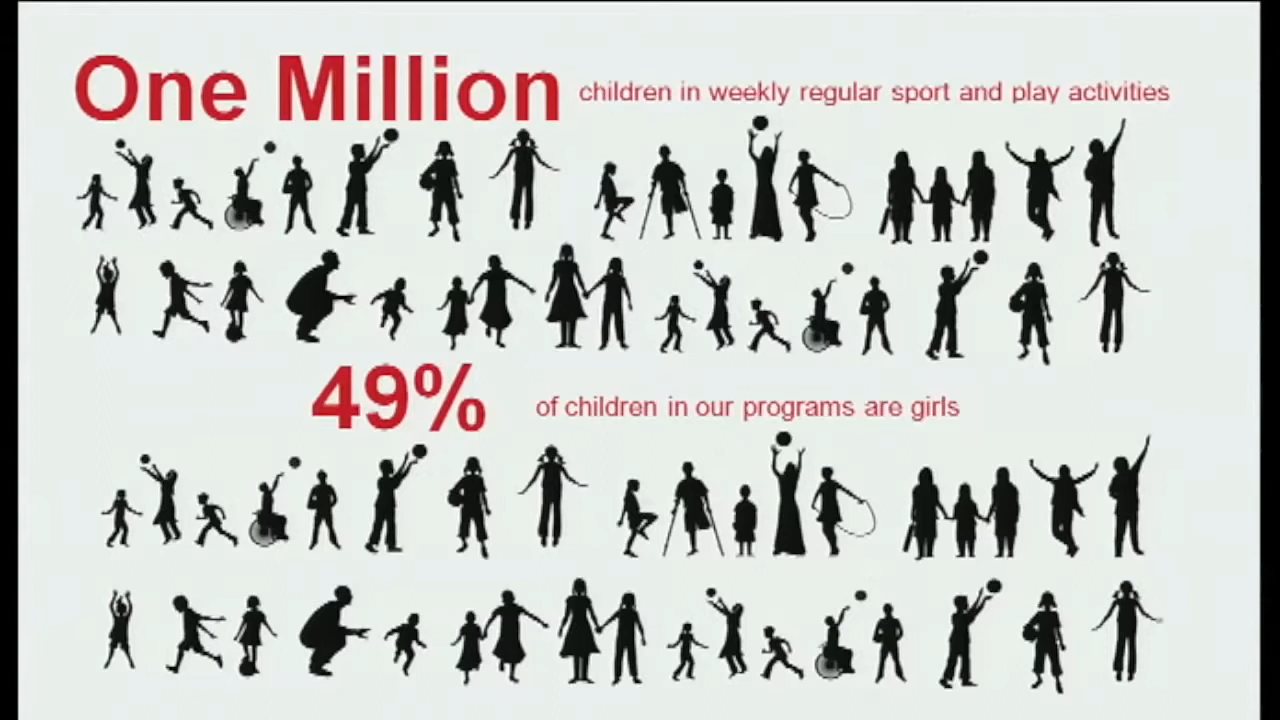 One Million children in weekly regular sport and play activities
49% of children in our programs are girls